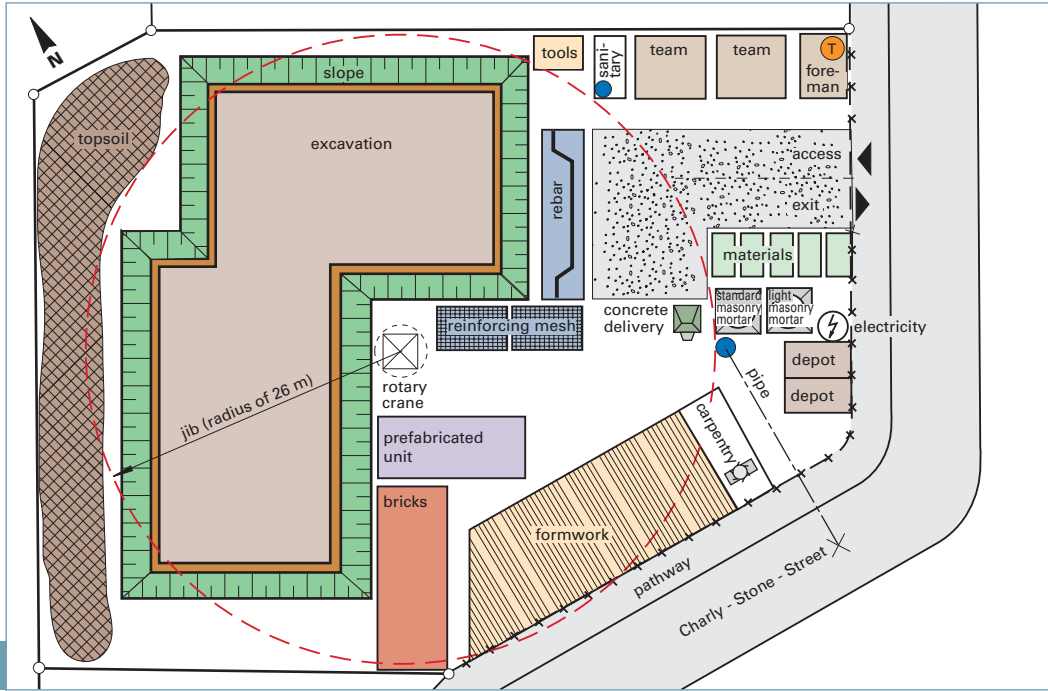 N
topsoil
slope
excavation
tools
sani-
tary
team
team
T
fore-
man
access
exit
rebar
materials
reinforcing mesh
concrete
delivery
standard
masonry
mortar
light
masonry
mortar
electricity
depot
depot
pipe
rotary
crane
jib (radius of 26 m)
prefabricated
unit
carpentry
bricks
formwork
pathway
Charly - Stone - Street